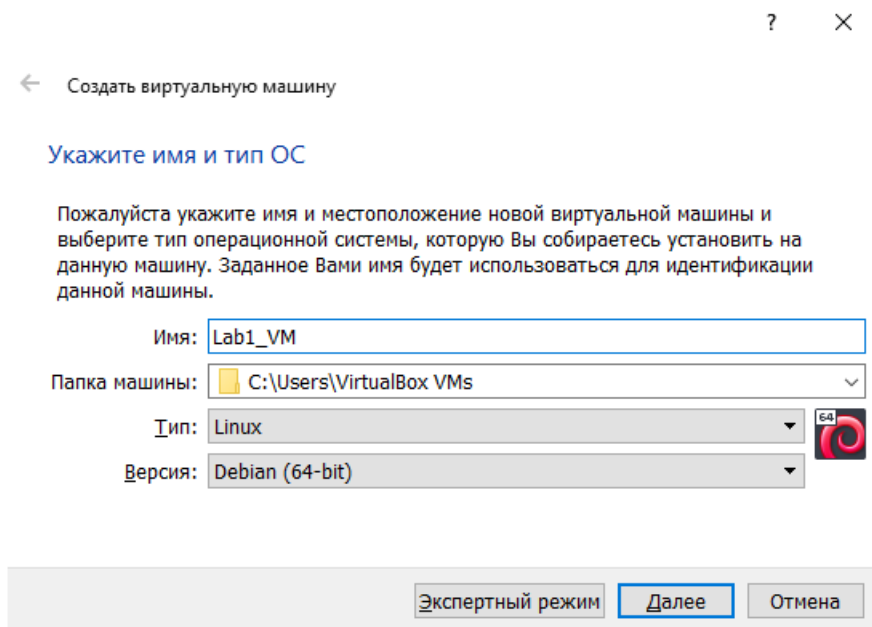 ?
Создать виртуальную машину
Укажите имя и тип ОС
Пожалуйста укажите имя и местоположение новой виртуальной машины и
выберите тип операционной системы, которую Вы собираетесь установить на
данную машину. Заданное Вами имя будет использоваться для идентификации
данной машины.
Имя: Lab1_VM
Папка машины: C:\Users\VirtualBox VMs
Тип: Linux
64
Версия: Debian (64-bit)
Экспертный режим Далее Отмена